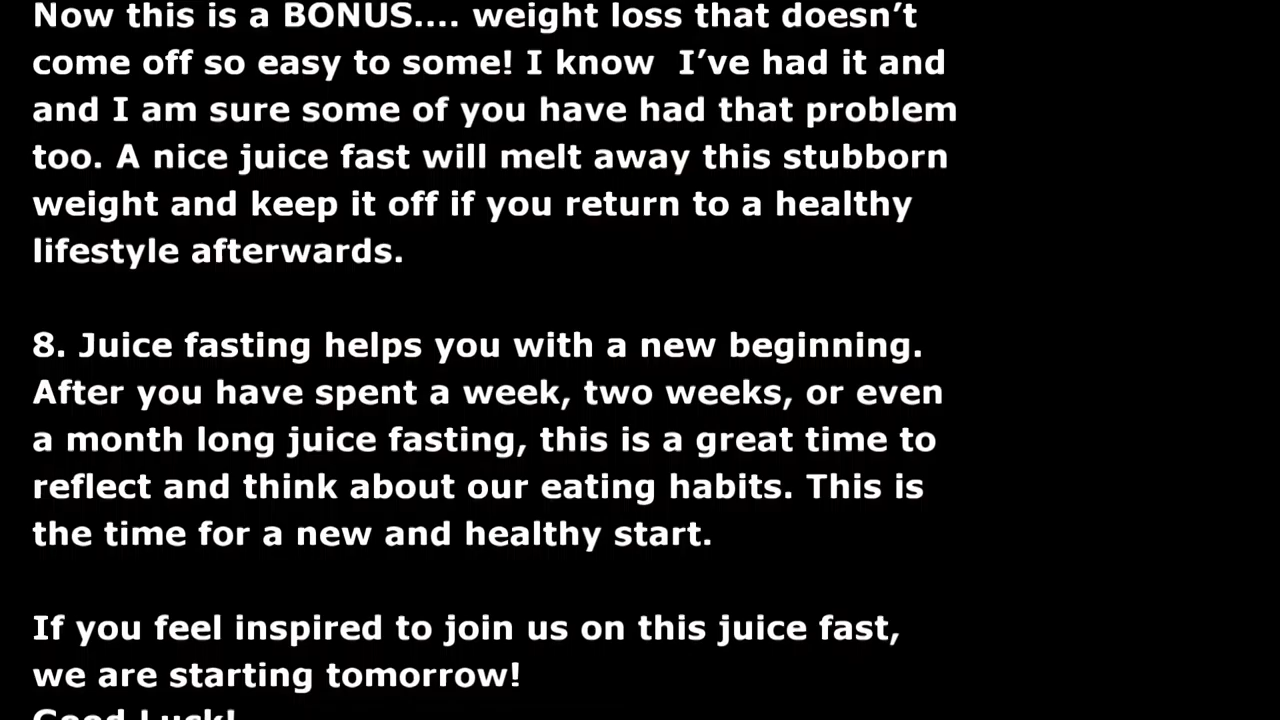 Now this is a BONUS.... weight loss that doesn’t
come off so easy to some! I know  I’ve had it and
and I am sure some of you have had that problem
too. A nice juice fast will melt away this stubborn
weight and keep it off if you return to a healthy
lifestyle afterwards.
8. Juice fasting helps you with a new beginning.
After you have spent a week, two weeks, or even
a month long juice fasting, this is a great time to
reflect and think about our eating habits. This is
the time for a new and healthy start.
If you feel inspired to join us on this juice fast,
we are starting tomorrow!
Good Luck!